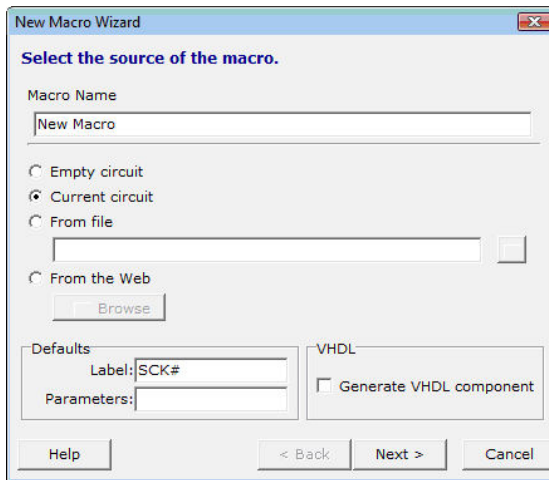 New Macro Wizard
Select the source of the macro.
Macro Name
New Macro
Empty circuit
Current circuit
From file
From the Web
Browse
Defaults
Label: SCK#
Parameters:
VHDL
Generate VHDL component
Help
< Back
Next >
Cancel